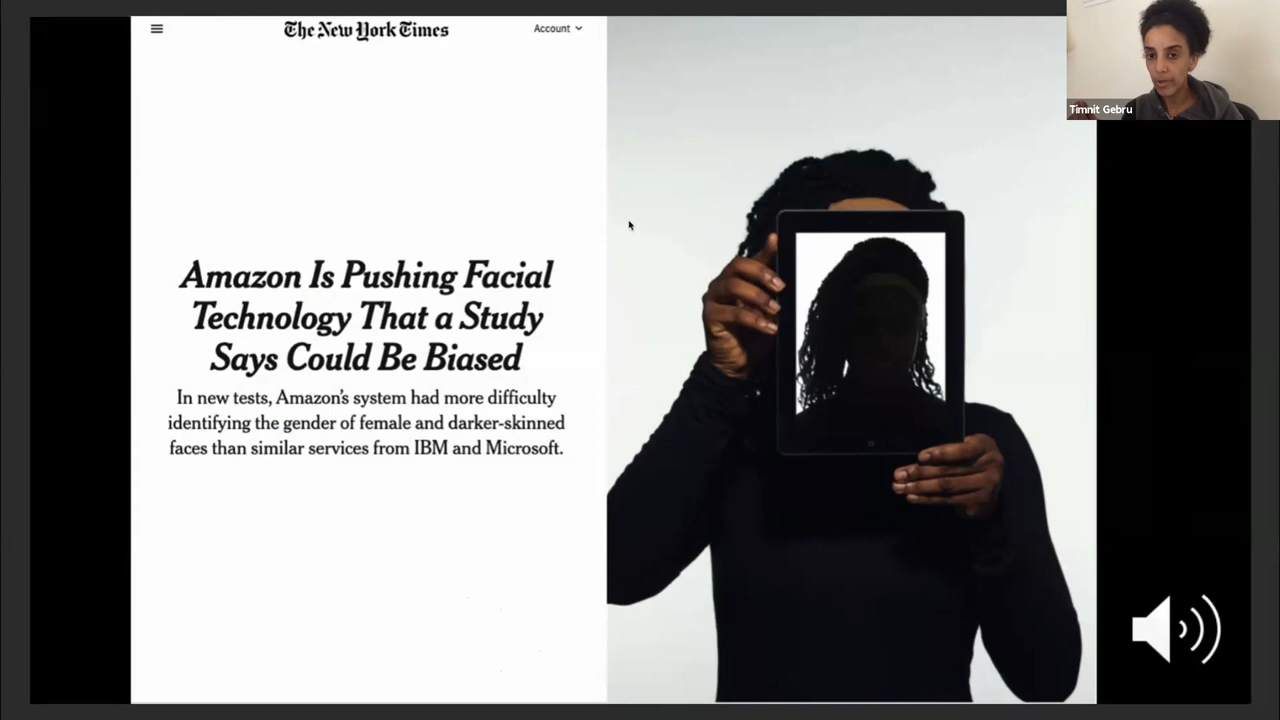 The New York Times
Account
Timnit Gebru
Amazon Is Pushing Facial
Technology That a Study
Says Could Be Biased
In new tests, Amazon's system had more difficulty
identifying the gender of female and darker-skinned
faces than similar services from IBM and Microsoft.